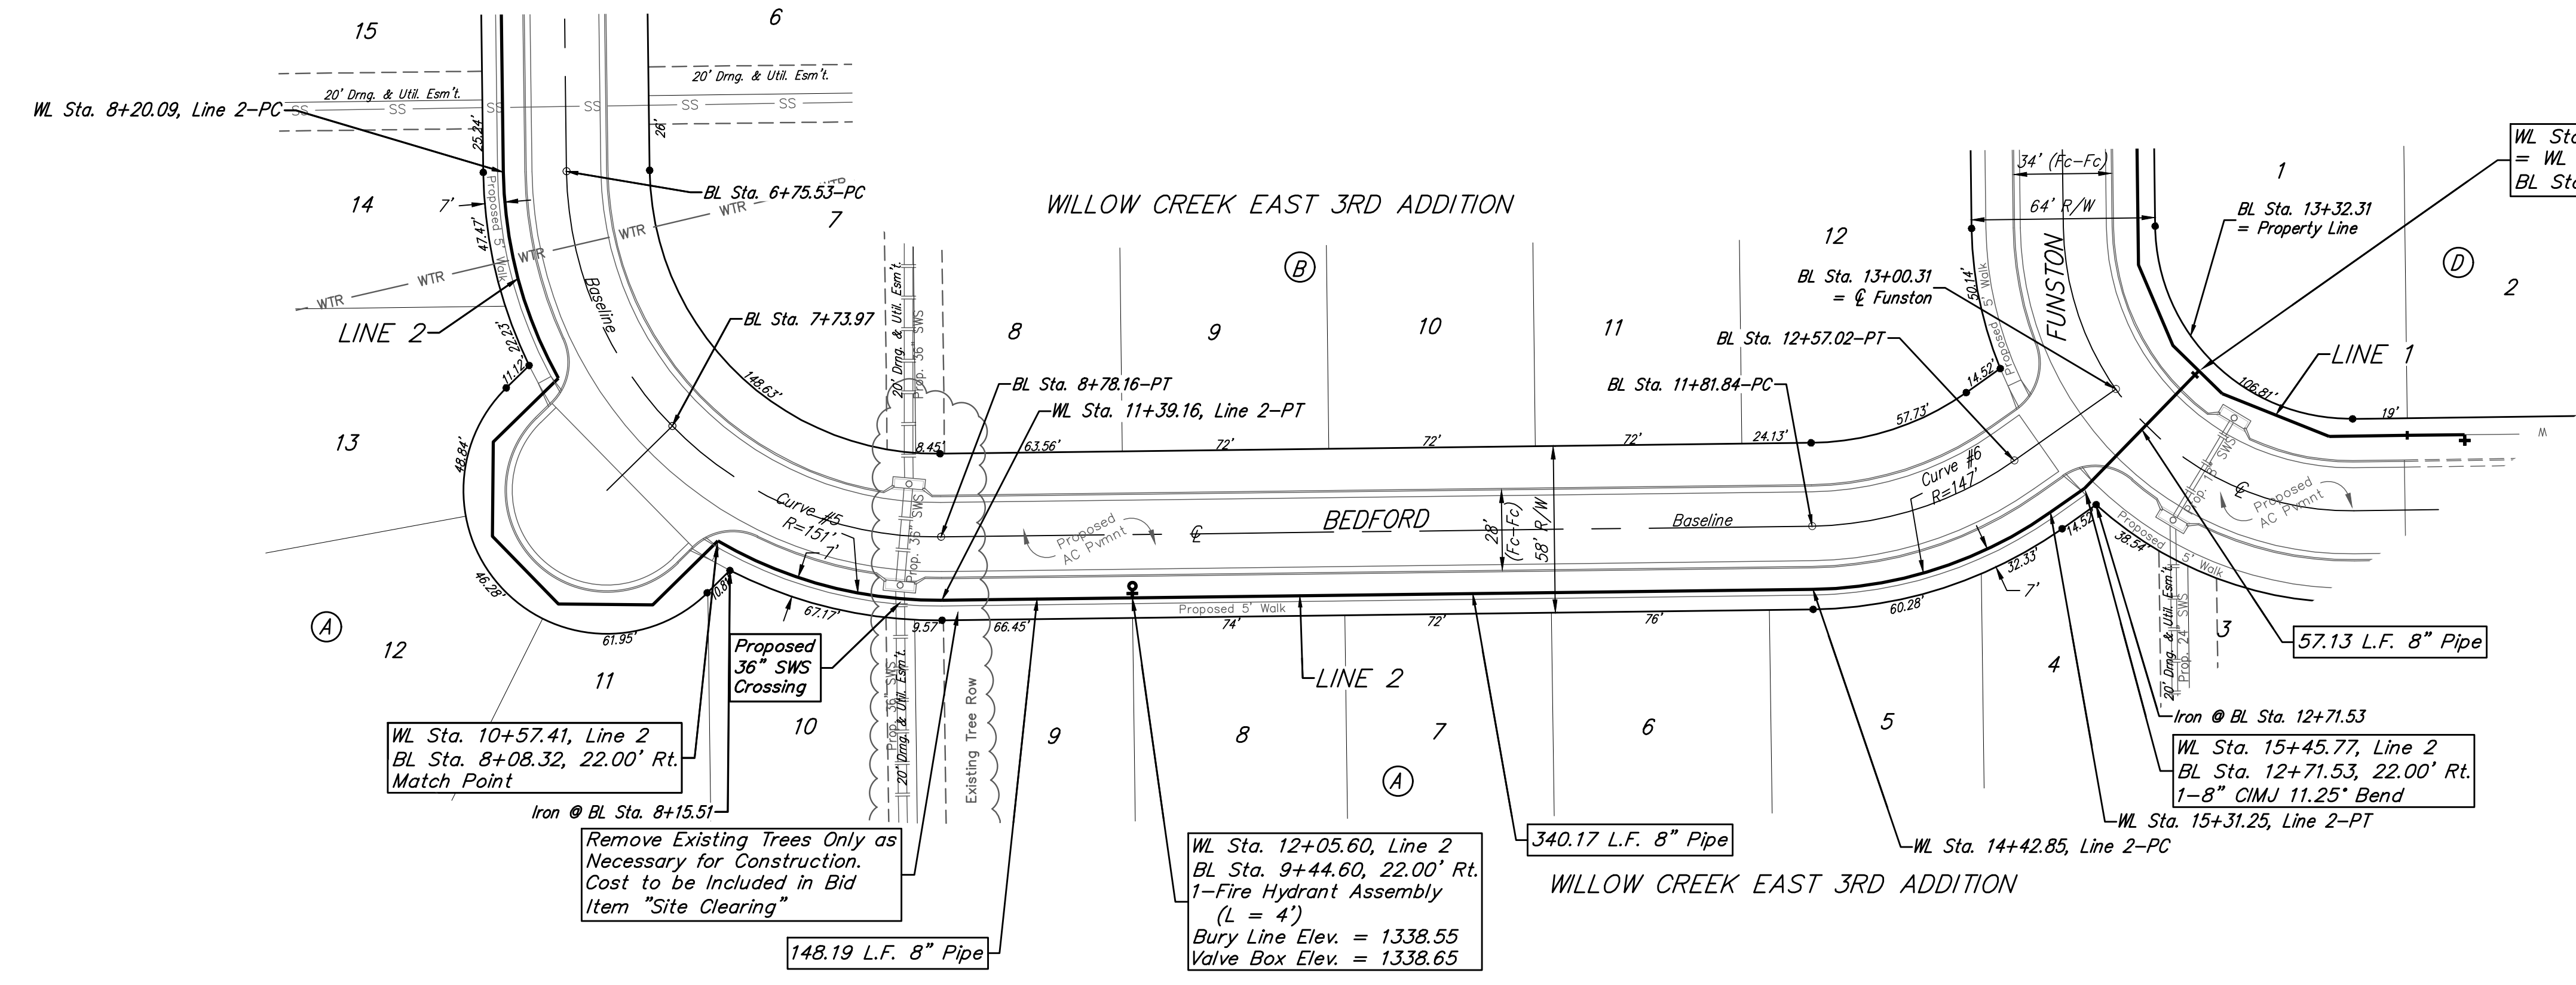 15
6
20' Drng. & Util. Esm't.
20' Drng. & Util. Esm't.
WL Sta. 8+20.09, Line 2-PC
SS SS SS SS SS SS
25.24'
26'
14
7'
47.47'
Proposed 5' Walk
BL Sta. 6+75.53-PC
WTR WTR WTR WTR WTR WTR
7
WILLOW CREEK EAST 3RD ADDITION
Baseline
LINE 2
22.23'
11.12'
BL Sta. 7+73.97
148.63'
20' Drng. & Util. Esm't.
Prop. 36" SWS
8
9
10
11
12
B
BL Sta. 8+78.16-PT
WL Sta. 11+39.16, Line 2-PT
8.45'
63.56'
72'
72'
72'
24.13'
BL Sta. 11+81.84-PC
BL Sta. 12+57.02-PT
BL Sta. 13+00.31
= ℄ Funston
57.73'
14.52'
50.14'
Proposed 5' Walk
34' (Fc-Fc)
64' R/W
FUNSTON
1
BL Sta. 13+32.31
= Property Line
WL Sta
= WL
BL Sta
D
2
LINE 1
106.81'
19'
W
13
48.84'
46.28'
61.95'
10.8'
A
12
11
Curve #5
R=151'
7'
Prop. 36" SWS
Proposed
AC Pvmnt
℄
BEDFORD
28'
(Fc-Fc)
58' R/W
Baseline
Curve #6
R=147'
Prop. 18" SWS
℄
Proposed
AC Pvmnt
67.17'
9.57'
66.45'
Proposed 5' Walk
74'
72'
76'
60.28'
7'
32.33'
14.52'
38.54'
Proposed 5' Walk
Proposed
36" SWS
Crossing
LINE 2
57.13 L.F. 8" Pipe
3
4
20' Drng. & Util. Esm't.
Prop. 24" SWS
Prop. 36" SWS
20' Drng. & Util. Esm't.
Existing Tree Row
10
9
8
7
6
5
A
WL Sta. 10+57.41, Line 2
BL Sta. 8+08.32, 22.00' Rt.
Match Point
Iron @ BL Sta. 8+15.51
Iron @ BL Sta. 12+71.53
WL Sta. 15+45.77, Line 2
BL Sta. 12+71.53, 22.00' Rt.
1-8" CIMJ 11.25° Bend
WL Sta. 15+31.25, Line 2-PT
WL Sta. 14+42.85, Line 2-PC
Remove Existing Trees Only as
Necessary for Construction.
Cost to be Included in Bid
Item "Site Clearing"
WL Sta. 12+05.60, Line 2
BL Sta. 9+44.60, 22.00' Rt.
1-Fire Hydrant Assembly
(L = 4')
Bury Line Elev. = 1338.55
Valve Box Elev. = 1338.65
340.17 L.F. 8" Pipe
WILLOW CREEK EAST 3RD ADDITION
148.19 L.F. 8" Pipe